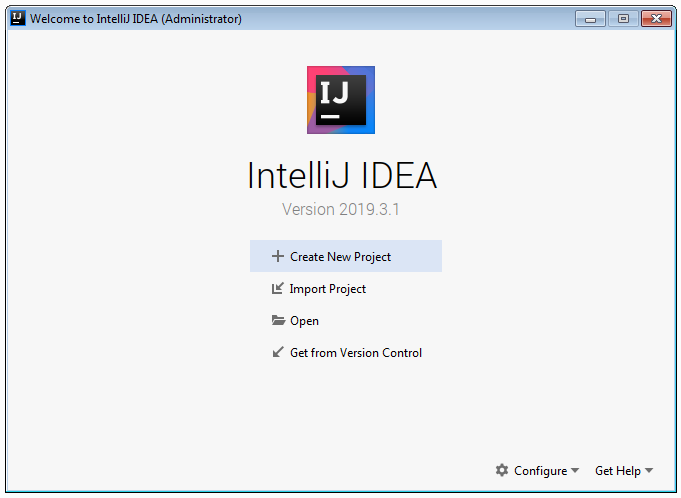 Welcome to IntelliJ IDEA (Administrator)
IJ
IntelliJ IDEA
Version 2019.3.1
Create New Project
Import Project
Open
Get from Version Control
Configure Get Help